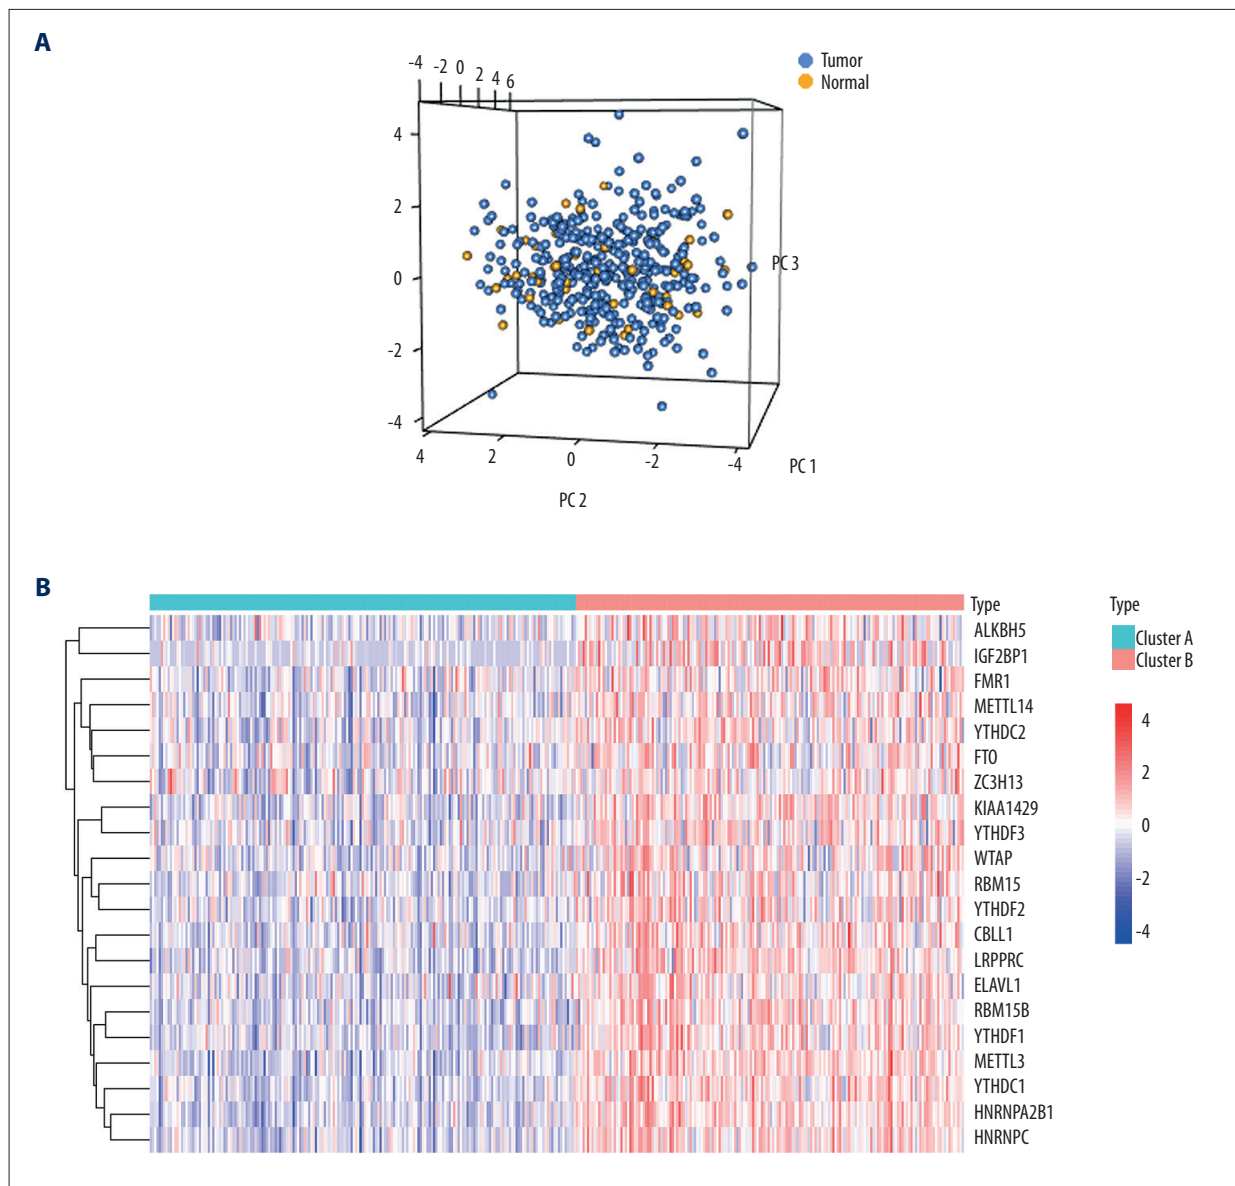 A
-4 -2 0 2 4 6
Tumor
Normal
4
2
0
-2
-4
PC 3
4 2 0 -2 -4
PC 1
PC 2
B
Type
Type
ALKBH5
Cluster A
IGF2BP1
Cluster B
FMR1
METTL14
4
YTHDC2
FTO
2
ZC3H13
KIAA1429
0
YTHDF3
WTAP
RBM15
-2
YTHDF2
CBLL1
-4
LRPPRC
ELAVL1
RBM15B
YTHDF1
METTL3
YTHDC1
HNRNPA2B1
HNRNPC